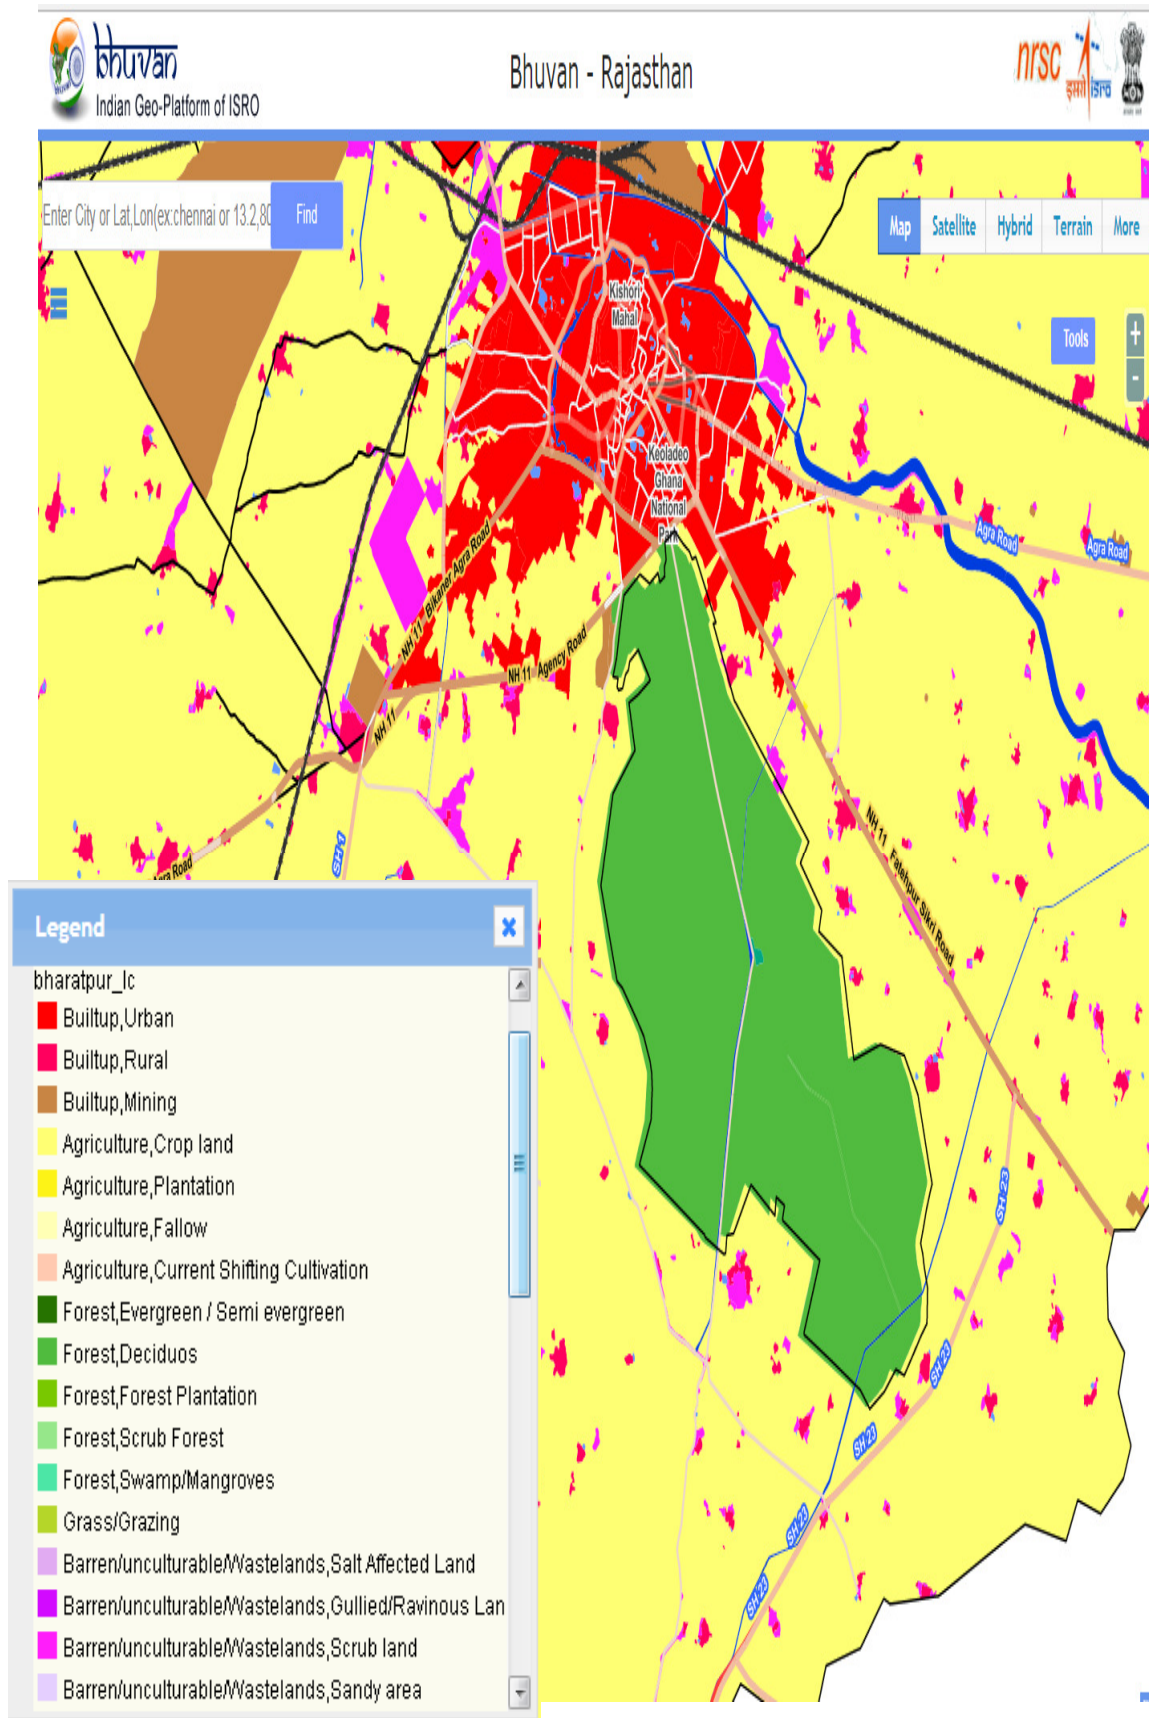 bhuvan
Indian Geo-Platform of ISRO
Bhuvan - Rajasthan
nrsc
इसरो isro
Enter City or Lat,Lon(ex:chennai or 13.2,80
Find
Map
Satellite
Hybrid
Terrain
More
Tools
+
-
Kishori
Mahal
Keoladeo
Ghana
National
Park
Agra Road
Agra Road
NH 11 Bikaner Agra Road
NH 11 Agency Road
NH 11
SH-1
Agra Road
NH 11 Fatehpur Sikri Road
SH-23
SH-23
SH-23
SH-23
SH-23
Legend
bharatpur_lc
Builtup,Urban
Builtup,Rural
Builtup,Mining
Agriculture,Crop land
Agriculture,Plantation
Agriculture,Fallow
Agriculture,Current Shifting Cultivation
Forest,Evergreen / Semi evergreen
Forest,Deciduos
Forest,Forest Plantation
Forest,Scrub Forest
Forest,Swamp/Mangroves
Grass/Grazing
Barren/unculturable/Wastelands,Salt Affected Land
Barren/unculturable/Wastelands,Gullied/Ravinous Lan
Barren/unculturable/Wastelands,Scrub land
Barren/unculturable/Wastelands,Sandy area